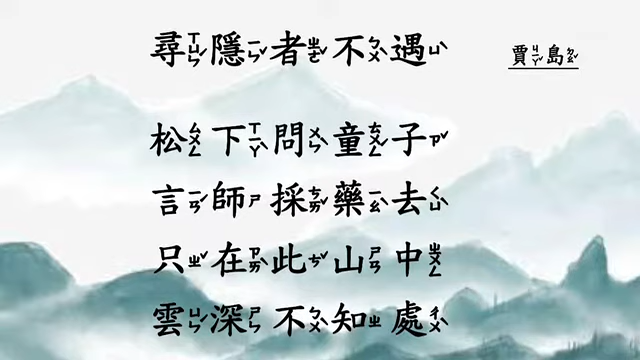 尋隱者不遇
賈島
松下問童子
言師採藥去
只在此山中
雲深不知處